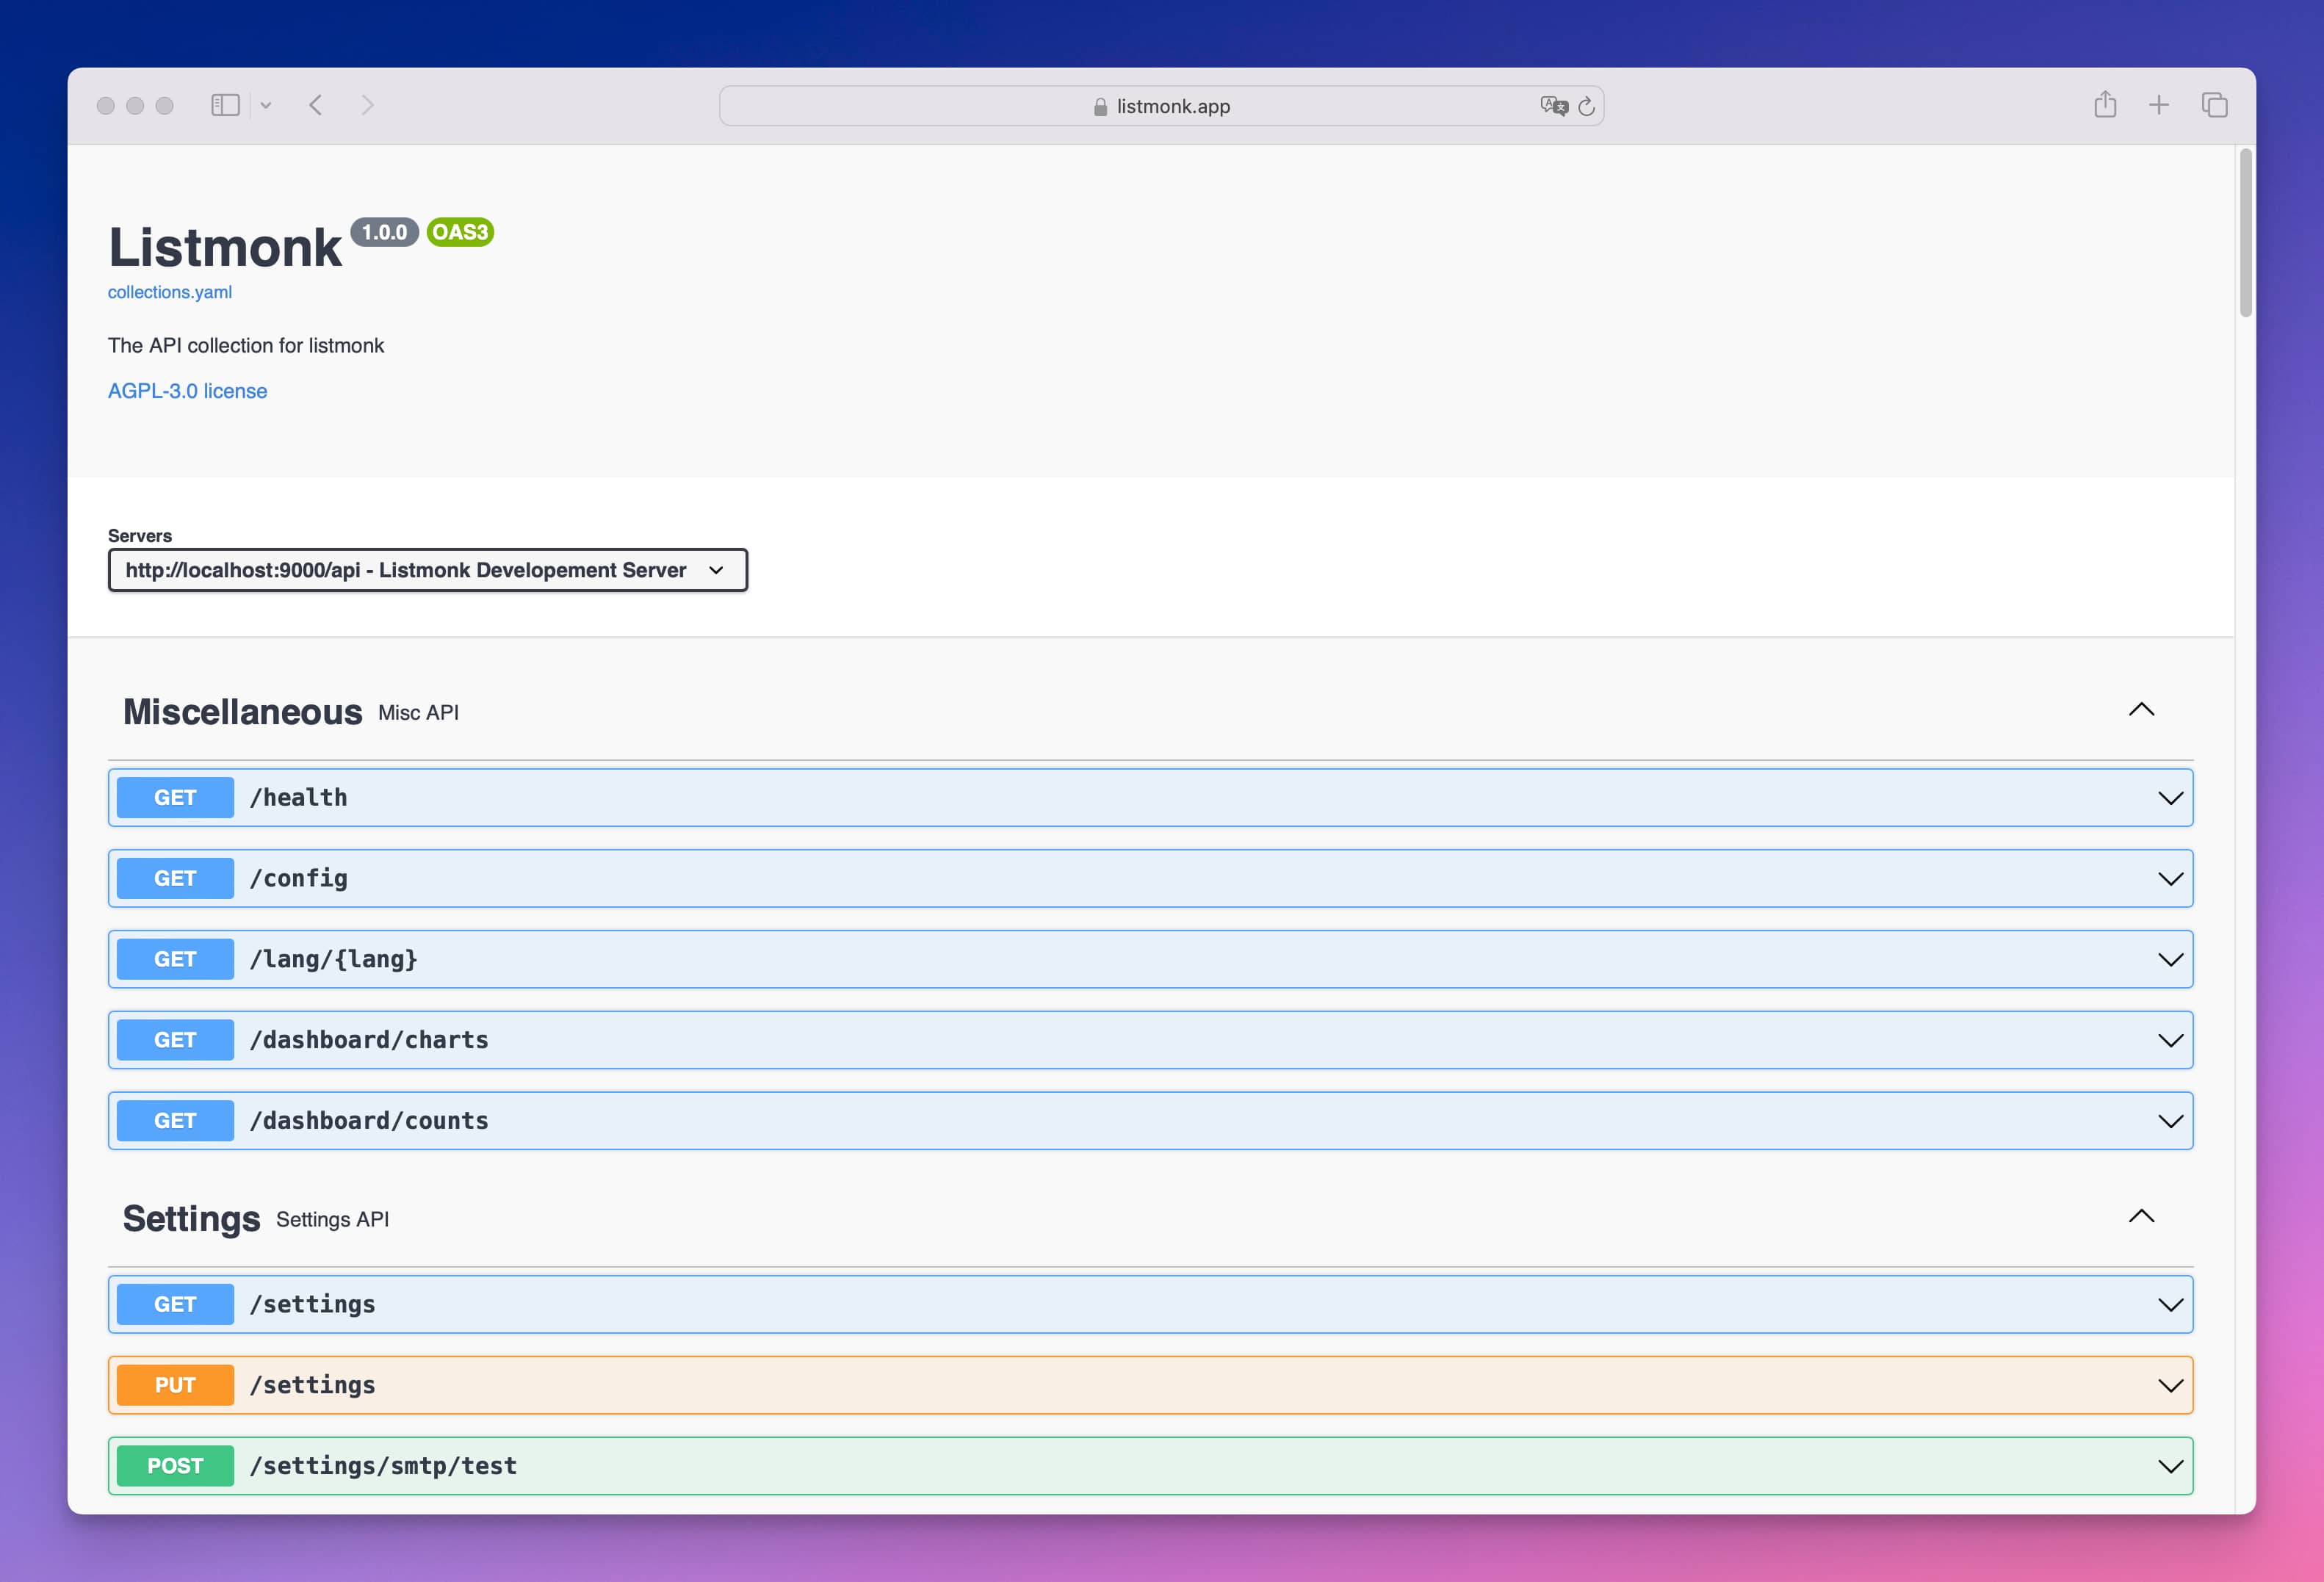 listmonk.app
Listmonk 1.0.0 OAS3
collections.yaml
The API collection for listmonk
AGPL-3.0 license
Servers
http://localhost:9000/api - Listmonk Developement Server
Miscellaneous Misc API
GET /health
GET /config
GET /lang/{lang}
GET /dashboard/charts
GET /dashboard/counts
Settings Settings API
GET /settings
PUT /settings
POST /settings/smtp/test